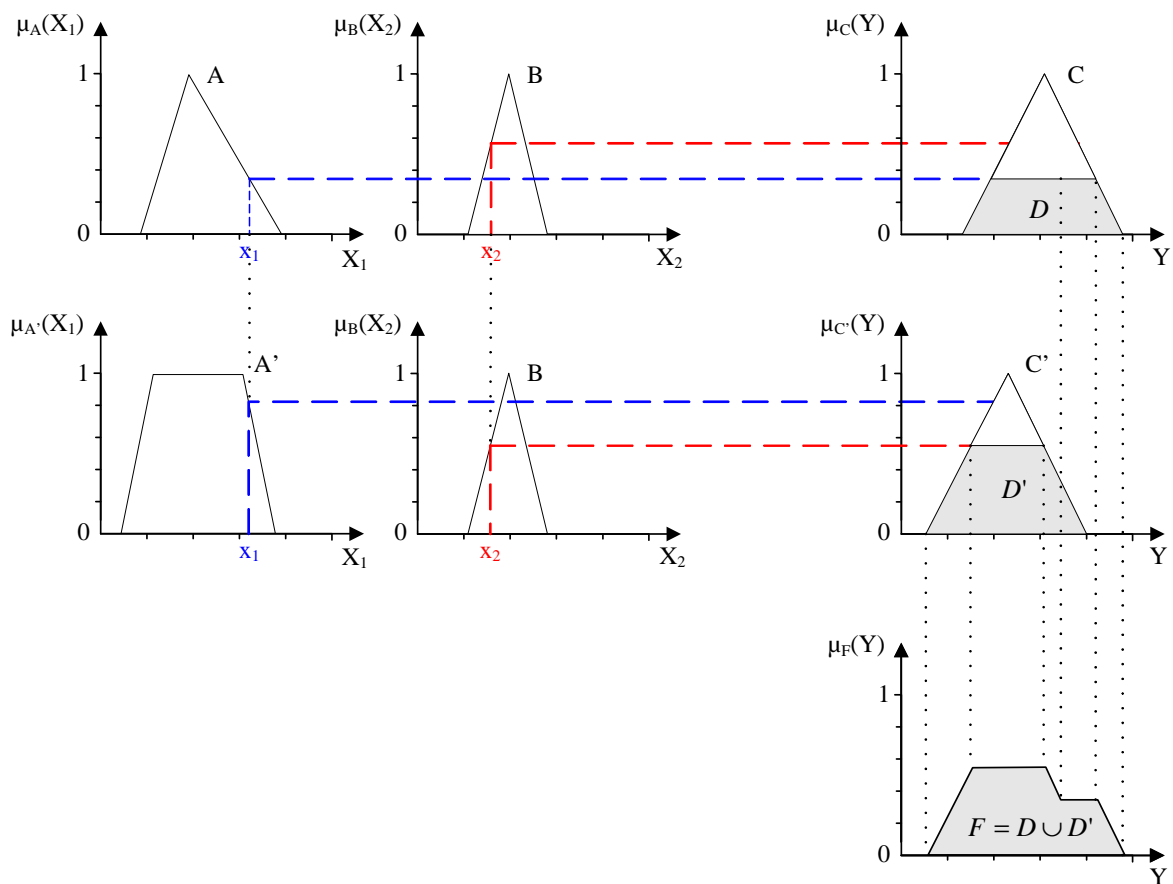 μA(X1) μB(X2) μC(Y)
1 A 1 B 1 C
D
0 0 0
x1 X1 x2 X2 Y
μA'(X1) μB(X2) μC'(Y)
1 A' 1 B 1 C'
D'
0 0 0
x1 X1 x2 X2 Y
μF(Y)
1
F = D ∪ D'
0
Y